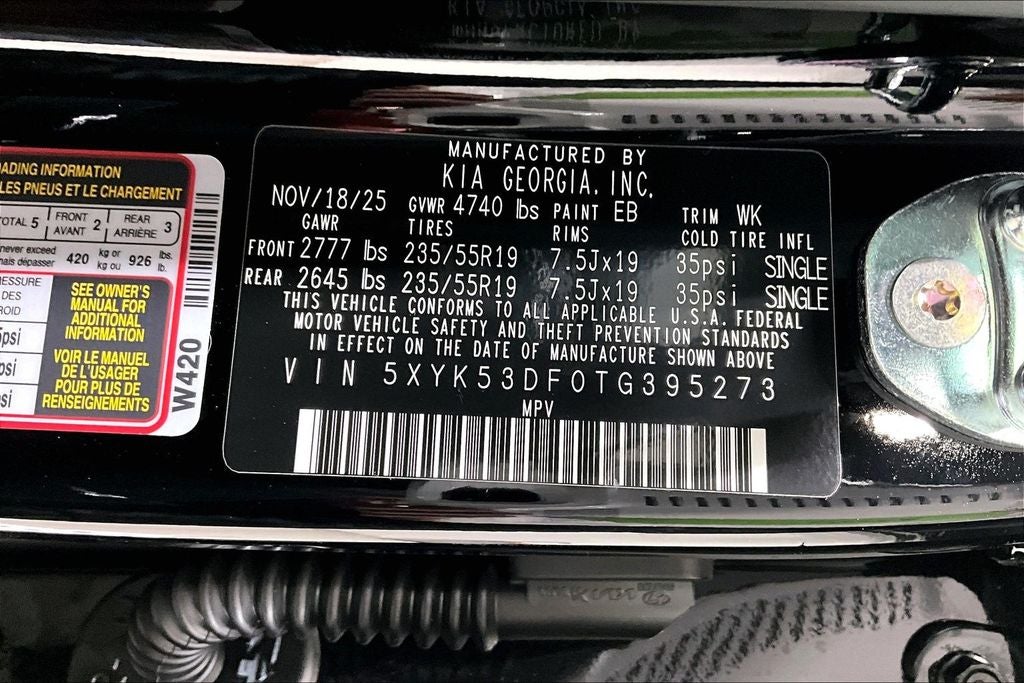 MANUFACTURED BY
KIA GEORGIA, INC.
NOV/18/25 GVWR 4740 lbs PAINT EB TRIM WK
GAWR TIRES RIMS COLD TIRE INFL
FRONT 2777 lbs 235/55R19 7.5Jx19 35psi SINGLE
REAR 2645 lbs 235/55R19 7.5Jx19 35psi SINGLE
THIS VEHICLE CONFORMS TO ALL APPLICABLE U.S.A. FEDERAL
MOTOR VEHICLE SAFETY AND THEFT PREVENTION STANDARDS
IN EFFECT ON THE DATE OF MANUFACTURE SHOWN ABOVE
VIN 5XYK53DF0TG395273
MPV
INFORMATION
LES PNEUS ET LE CHARGEMENT
TOTAL 5 FRONT AVANT 2 REAR ARRIÈRE 3
never exceed
mais dépasser 420 kg or kg ou 926 lbs. lb.
SEE OWNER'S
MANUAL FOR
ADDITIONAL
INFORMATION
VOIR LE MANUEL
DE L'USAGER
POUR PLUS DE
RENSEIGNEMENTS
DES
psi
psi
W420